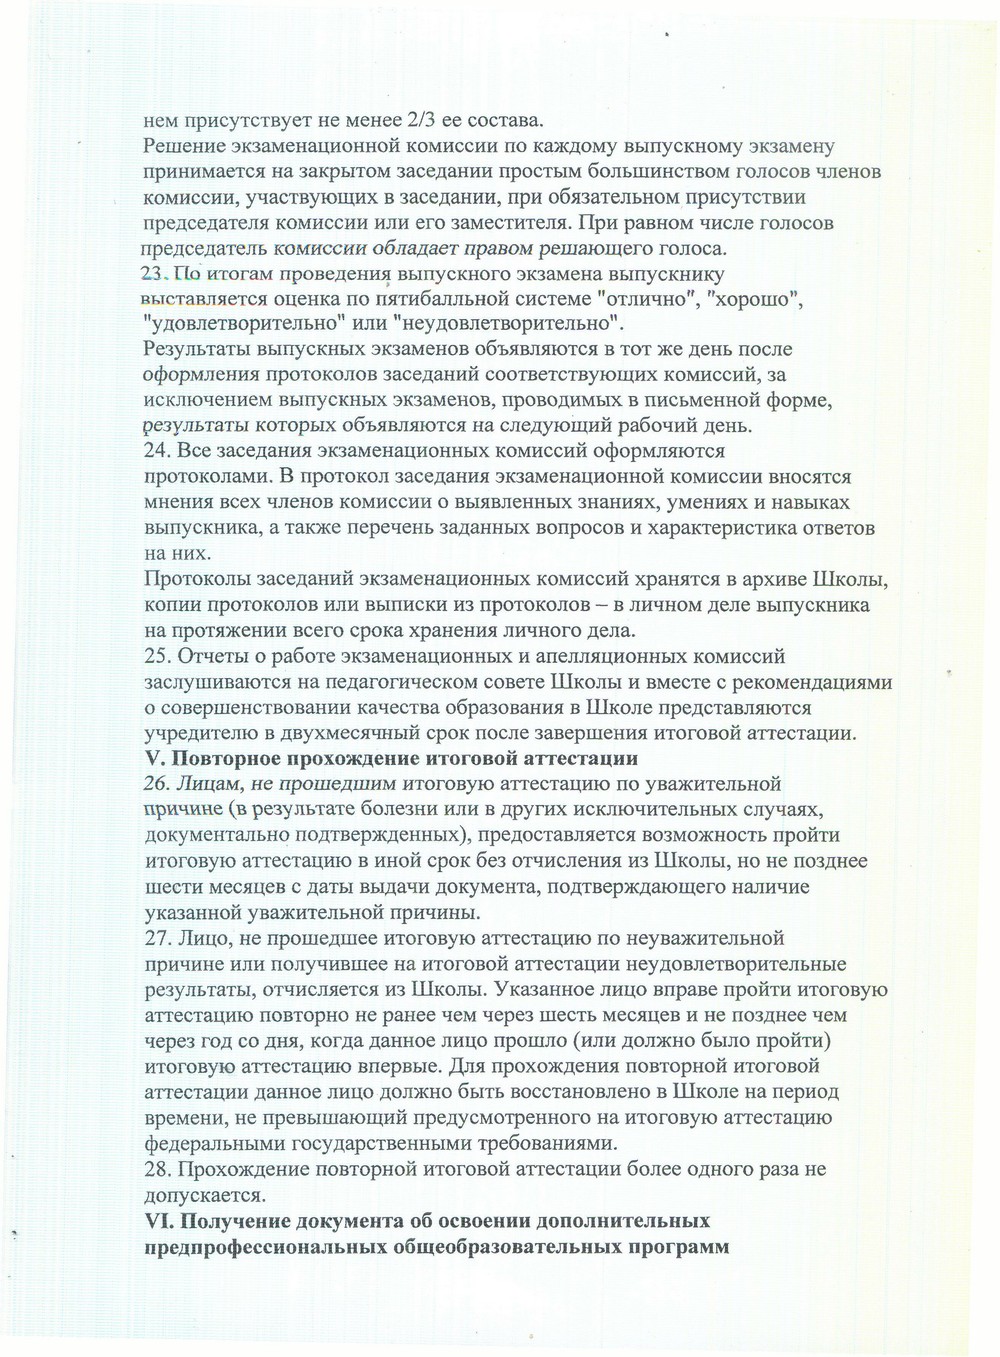 нем присутствует не менее 2/3 ее состава.
Решение экзаменационной комиссии по каждому выпускному экзамену
принимается на закрытом заседании простым большинством голосов членов
комиссии, участвующих в заседании, при обязательном присутствии
председателя комиссии или его заместителя. При равном числе голосов
председатель комиссии обладает правом решающего голоса.
23. По итогам проведения выпускного экзамена выпускнику
выставляется оценка по пятибалльной системе "отлично", "хорошо",
"удовлетворительно" или "неудовлетворительно".
Результаты выпускных экзаменов объявляются в тот же день после
оформления протоколов заседаний соответствующих комиссий, за
исключением выпускных экзаменов, проводимых в письменной форме,
результаты которых объявляются на следующий рабочий день.
24. Все заседания экзаменационных комиссий оформляются
протоколами. В протокол заседания экзаменационной комиссии вносятся
мнения всех членов комиссии о выявленных знаниях, умениях и навыках
выпускника, а также перечень заданных вопросов и характеристика ответов
на них.
Протоколы заседаний экзаменационных комиссий хранятся в архиве Школы,
копии протоколов или выписки из протоколов – в личном деле выпускника
на протяжении всего срока хранения личного дела.
25. Отчеты о работе экзаменационных и апелляционных комиссий
заслушиваются на педагогическом совете Школы и вместе с рекомендациями
о совершенствовании качества образования в Школе представляются
учредителю в двухмесячный срок после завершения итоговой аттестации.
V. Повторное прохождение итоговой аттестации
26. Лицам, не прошедшим итоговую аттестацию по уважительной
причине (в результате болезни или в других исключительных случаях,
документально подтвержденных), предоставляется возможность пройти
итоговую аттестацию в иной срок без отчисления из Школы, но не позднее
шести месяцев с даты выдачи документа, подтверждающего наличие
указанной уважительной причины.
27. Лицо, не прошедшее итоговую аттестацию по неуважительной
причине или получившее на итоговой аттестации неудовлетворительные
результаты, отчисляется из Школы. Указанное лицо вправе пройти итоговую
аттестацию повторно не ранее чем через шесть месяцев и не позднее чем
через год со дня, когда данное лицо прошло (или должно было пройти)
итоговую аттестацию впервые. Для прохождения повторной итоговой
аттестации данное лицо должно быть восстановлено в Школе на период
времени, не превышающий предусмотренного на итоговую аттестацию
федеральными государственными требованиями.
28. Прохождение повторной итоговой аттестации более одного раза не
допускается.
VI. Получение документа об освоении дополнительных
предпрофессиональных общеобразовательных программ